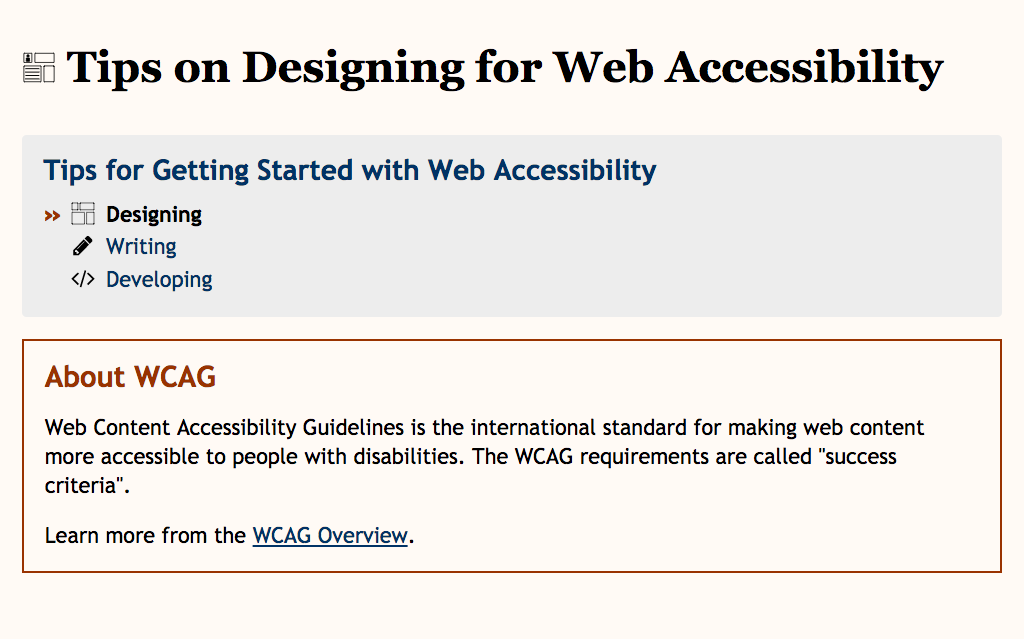 Tips on Designing for Web Accessibility
Tips for Getting Started with Web Accessibility
» Designing
Writing
</> Developing
About WCAG
Web Content Accessibility Guidelines is the international standard for making web content
more accessible to people with disabilities. The WCAG requirements are called "success
criteria".
Learn more from the WCAG Overview.